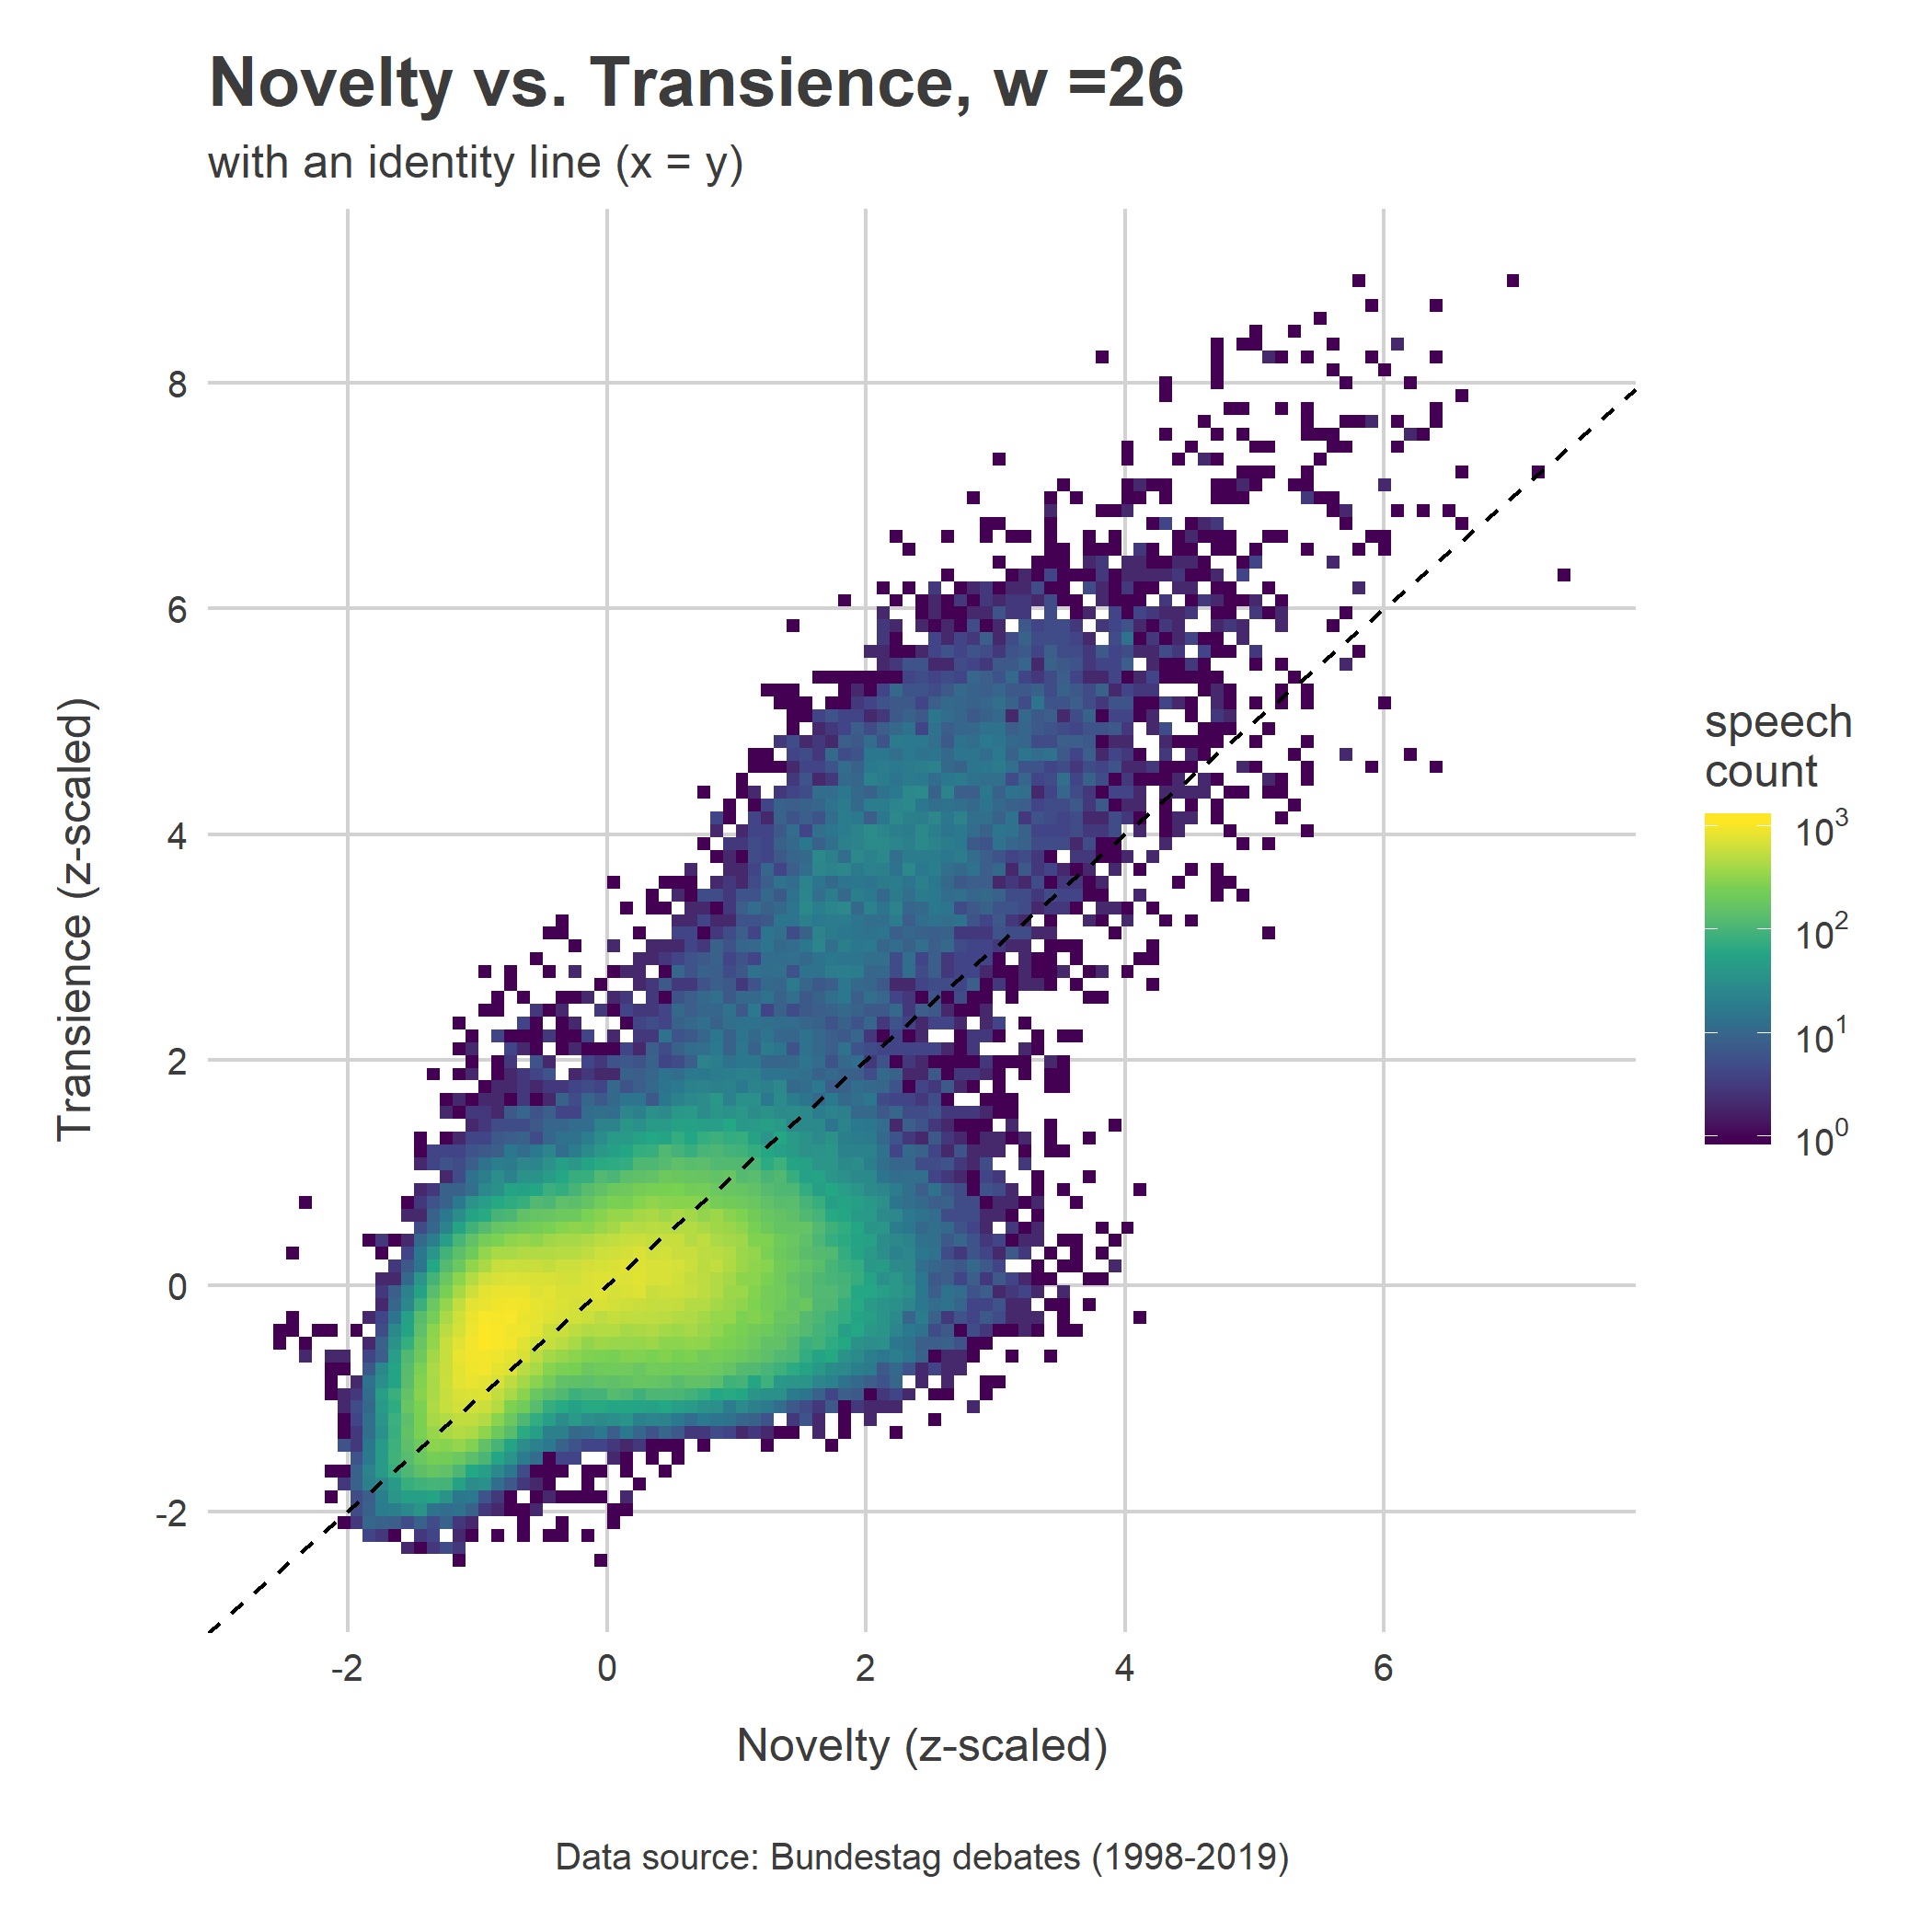 Novelty vs. Transience, w =26
with an identity line (x = y)
8
6
4
2
0
-2
Transience (z-scaled)
-2 0 2 4 6
Novelty (z-scaled)
speech
count
10³
10²
10¹
10⁰
Data source: Bundestag debates (1998-2019)